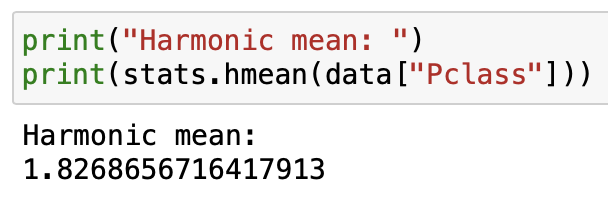 print("Harmonic mean: ")
print(stats.hmean(data["Pclass"]))
Harmonic mean:
1.8268656716417913